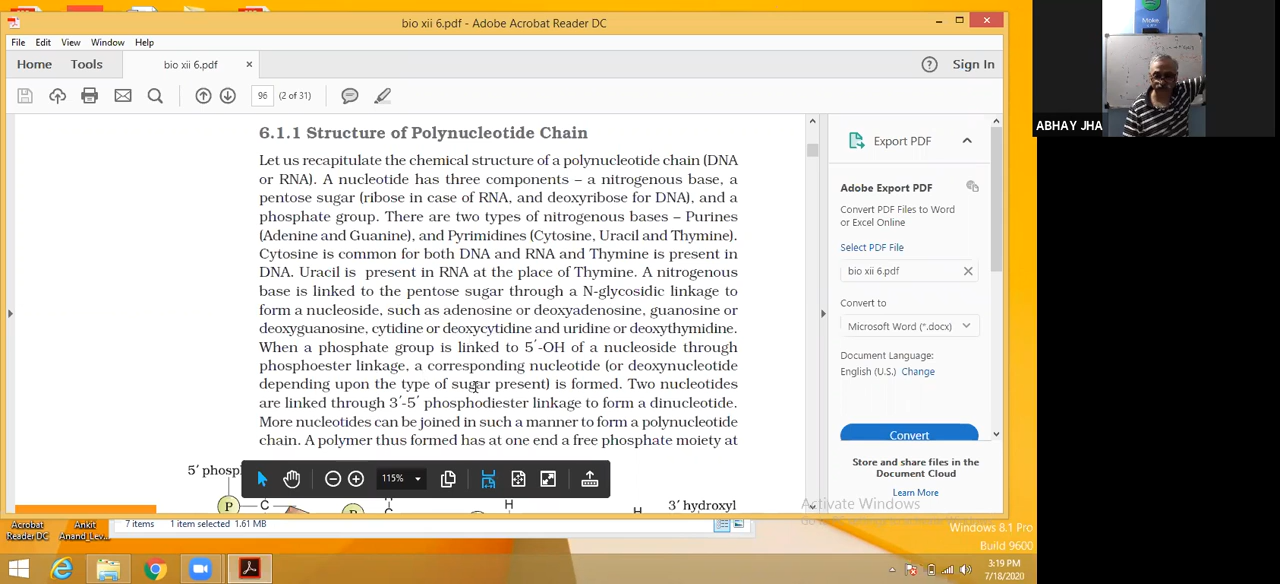 bio xii 6.pdf - Adobe Acrobat Reader DC
File Edit View Window Help
Home Tools bio xii 6.pdf × ? Sign In
96 (2 of 31)
6.1.1 Structure of Polynucleotide Chain
Let us recapitulate the chemical structure of a polynucleotide chain (DNA
or RNA). A nucleotide has three components – a nitrogenous base, a
pentose sugar (ribose in case of RNA, and deoxyribose for DNA), and a
phosphate group. There are two types of nitrogenous bases – Purines
(Adenine and Guanine), and Pyrimidines (Cytosine, Uracil and Thymine).
Cytosine is common for both DNA and RNA and Thymine is present in
DNA. Uracil is present in RNA at the place of Thymine. A nitrogenous
base is linked to the pentose sugar through a N-glycosidic linkage to
form a nucleoside, such as adenosine or deoxyadenosine, guanosine or
deoxyguanosine, cytidine or deoxycytidine and uridine or deoxythymidine.
When a phosphate group is linked to 5′-OH of a nucleoside through
phosphoester linkage, a corresponding nucleotide (or deoxynucleotide
depending upon the type of sugar present) is formed. Two nucleotides
are linked through 3′-5′ phosphodiester linkage to form a dinucleotide.
More nucleotides can be joined in such a manner to form a polynucleotide
chain. A polymer thus formed has at one end a free phosphate moiety at
5′ phosp
115%
P C P C H H 3′ hydroxyl
Export PDF
Adobe Export PDF
Convert PDF Files to Word
or Excel Online
Select PDF File
bio xii 6.pdf ×
Convert to
Microsoft Word (*.docx)
Document Language:
English (U.S.) Change
Convert
Store and share files in the
Document Cloud
Learn More
Activate Windows
Windows 8.1 Pro
Build 9600
Acrobat
Reader DC
Ankit
Anand_Lev...
7 items 1 item selected 1.61 MB
3:19 PM
7/18/2020
Make
ABHAY JHA